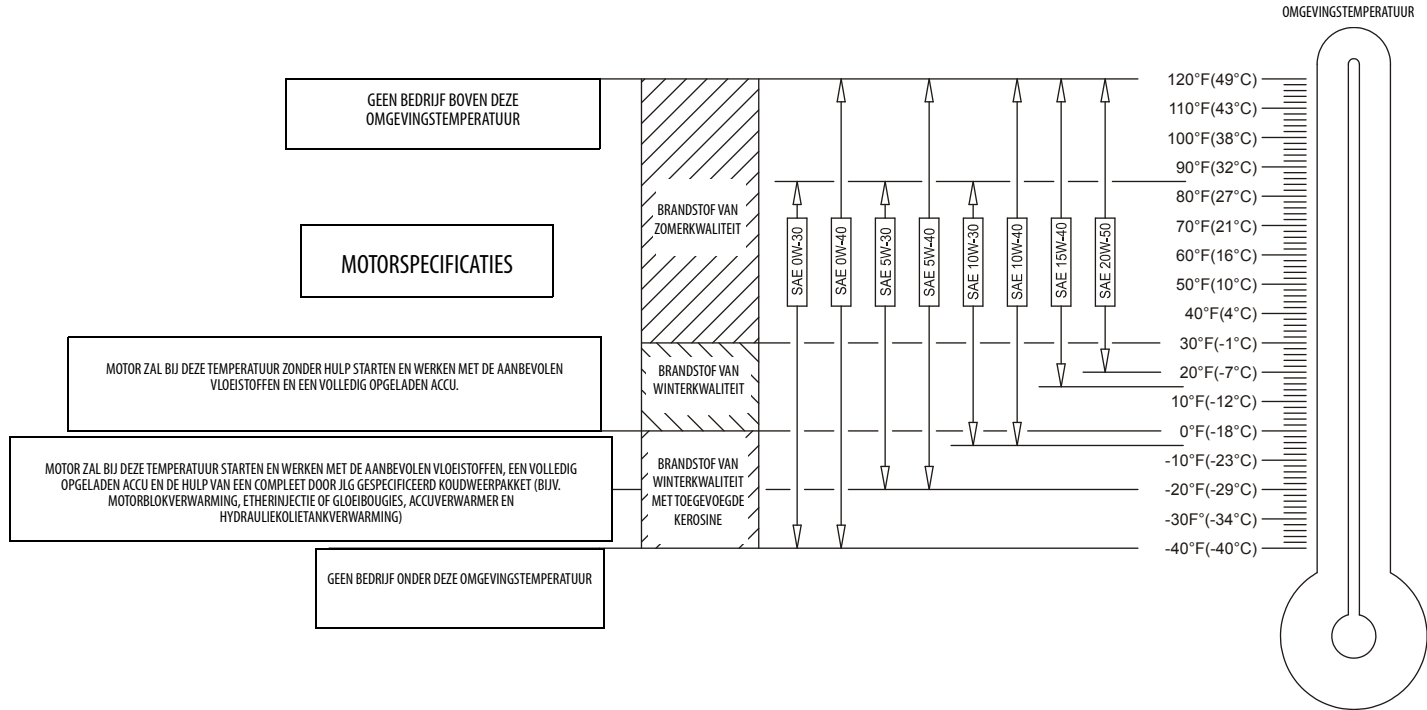 OMGEVINGSTEMPERATUUR
GEEN BEDRIJF BOVEN DEZE
OMGEVINGSTEMPERATUUR
MOTORSPECIFICATIES
MOTOR ZAL BIJ DEZE TEMPERATUUR ZONDER HULP STARTEN EN WERKEN MET DE AANBEVOLEN
VLOEISTOFFEN EN EEN VOLLEDIG OPGELADEN ACCU.
MOTOR ZAL BIJ DEZE TEMPERATUUR STARTEN EN WERKEN MET DE AANBEVOLEN VLOEISTOFFEN, EEN VOLLEDIG
OPGELADEN ACCU EN DE HULP VAN EEN COMPLEET DOOR JLG GESPECIFICEERD KOUDWEERPAKKET (BIJV.
MOTORBLOKVERWARMING, ETHERINJECTIE OF GLOEIBOUGIES, ACCUVERWARMER EN
HYDRAULIEKOLIETANKVERWARMING)
GEEN BEDRIJF ONDER DEZE OMGEVINGSTEMPERATUUR
BRANDSTOF VAN
ZOMERKWALITEIT
BRANDSTOF VAN
WINTERKWALITEIT
BRANDSTOF VAN
WINTERKWALITEIT
MET TOEGEVOEGDE
KEROSINE
SAE 0W-30
SAE 0W-40
SAE 5W-30
SAE 5W-40
SAE 10W-30
SAE 10W-40
SAE 15W-40
SAE 20W-50
120°F(49°C)
110°F(43°C)
100°F(38°C)
90°F(32°C)
80°F(27°C)
70°F(21°C)
60°F(16°C)
50°F(10°C)
40°F(4°C)
30°F(-1°C)
20°F(-7°C)
10°F(-12°C)
0°F(-18°C)
-10°F(-23°C)
-20°F(-29°C)
-30F°(-34°C)
-40°F(-40°C)